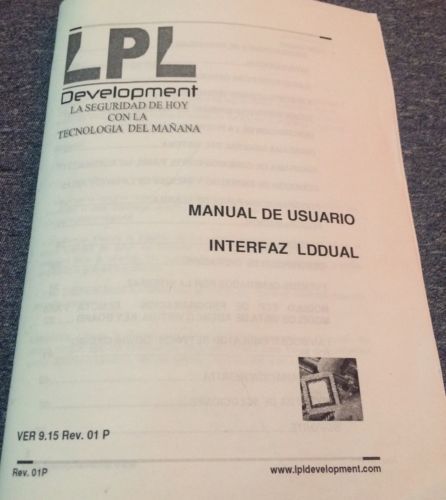 LPL
Development
LA SEGURIDAD DE HOY
CON LA
TECNOLOGIA DEL MAÑANA
MANUAL DE USUARIO
INTERFAZ LDDUAL
VER 9.15 Rev. 01 P
Rev. 01P
www.lpldevelopment.com